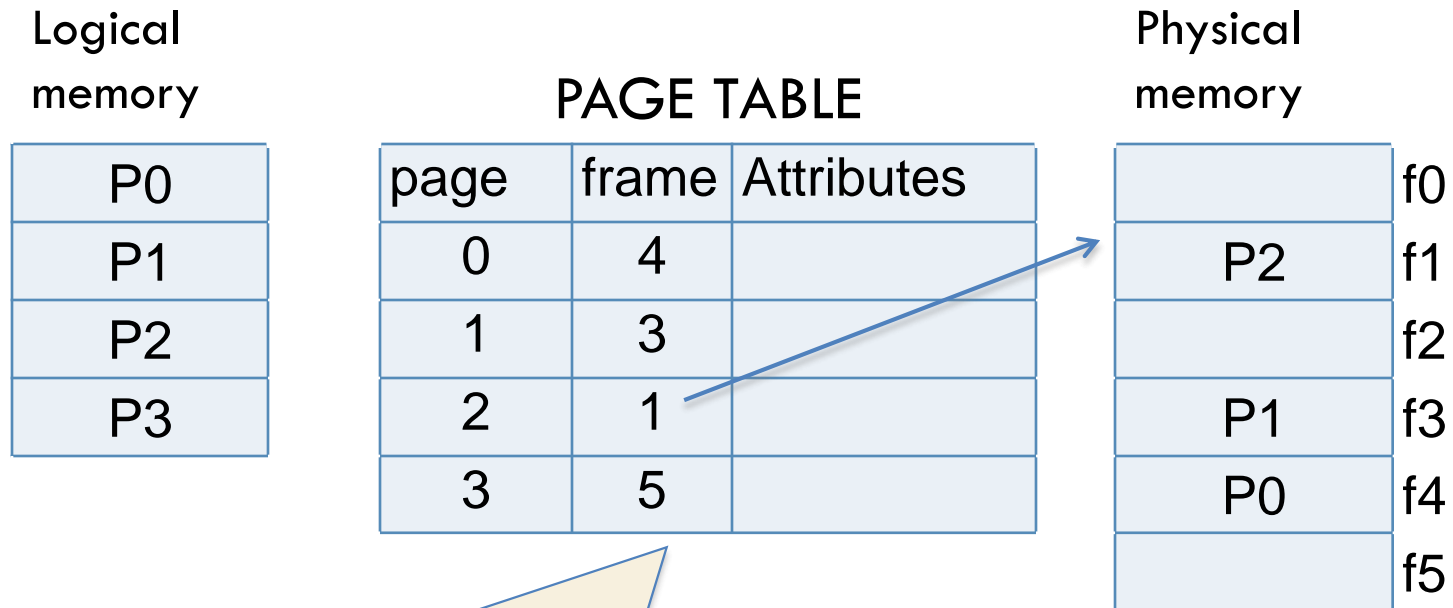 Logical
memory
P0
P1
P2
P3
PAGE TABLE
page frame Attributes
0 4
1 3
2 1
3 5
Physical
memory
f0
P2 f1
f2
P1 f3
P0 f4
f5